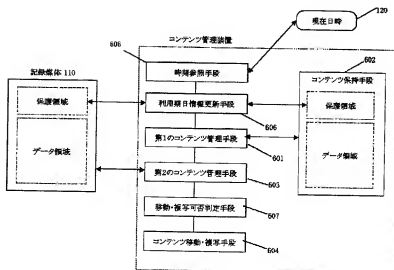 現在日時
120
コンテンツ管理装置
605
時刻参照手段
602
記録媒体 110
コンテンツ保持手段
保護領域
利用期日情報更新手段
保護領域
606
第1のコンテンツ管理手段
601
データ領域
データ領域
第2のコンテンツ管理手段
603
移動・複写可否判定手段
607
コンテンツ移動・複写手段
604